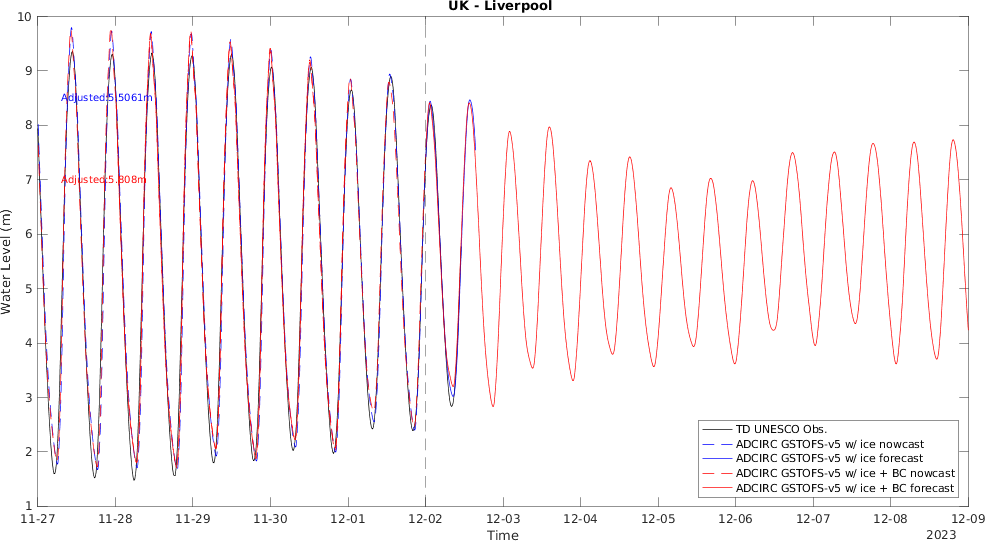 UK - Liverpool
10
9
8
7
6
5
4
3
2
1
Water Level (m)
Adjusted:5.5061m
Adjusted:5.808m
TD UNESCO Obs.
ADCIRC GSTOFS-v5 w/ ice nowcast
ADCIRC GSTOFS-v5 w/ ice forecast
ADCIRC GSTOFS-v5 w/ ice + BC nowcast
ADCIRC GSTOFS-v5 w/ ice + BC forecast
11-27 11-28 11-29 11-30 12-01 12-02 12-03 12-04 12-05 12-06 12-07 12-08 12-09
Time
2023